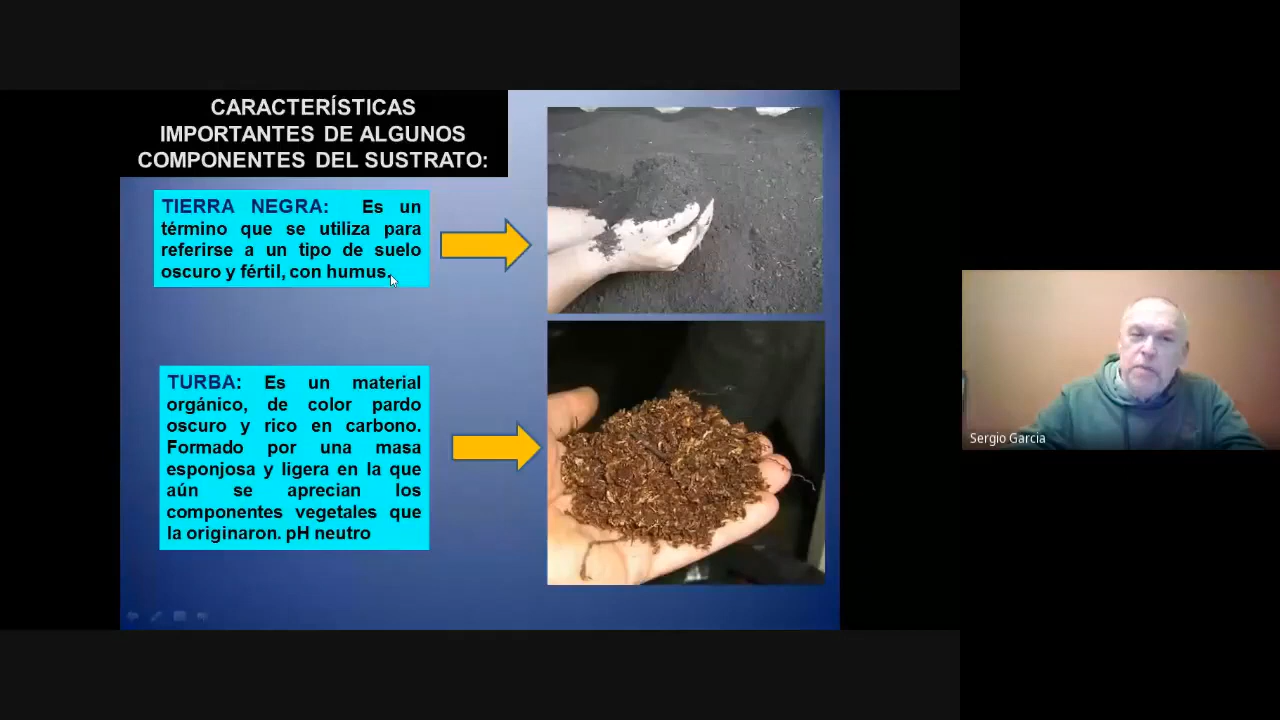 CARACTERÍSTICAS
IMPORTANTES DE ALGUNOS
COMPONENTES DEL SUSTRATO:
TIERRA NEGRA: Es un
término que se utiliza para
referirse a un tipo de suelo
oscuro y fértil, con humus.
TURBA: Es un material
orgánico, de color pardo
oscuro y rico en carbono.
Formado por una masa
esponjosa y ligera en la que
aún se aprecian los
componentes vegetales que
la originaron. pH neutro
Sergio Garcia